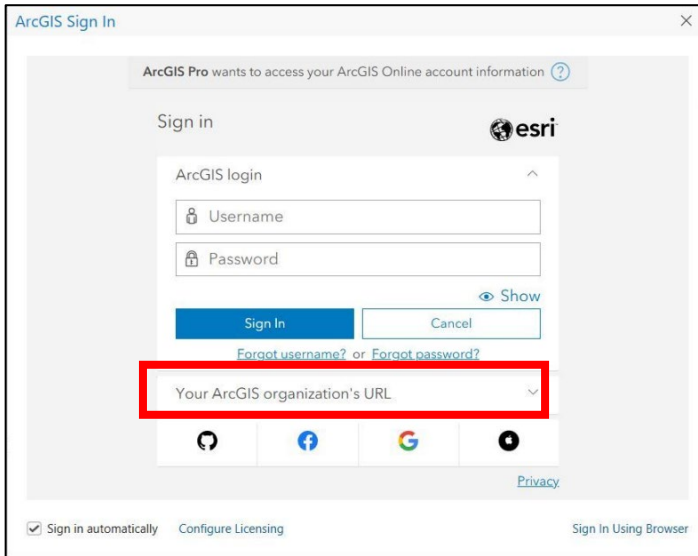 ArcGIS Sign In
ArcGIS Pro wants to access your ArcGIS Online account information ?
Sign in
esri
ArcGIS login
Username
Password
Show
Sign In Cancel
Forgot username? or Forgot password?
Your ArcGIS organization's URL
Privacy
Sign in automatically Configure Licensing Sign In Using Browser